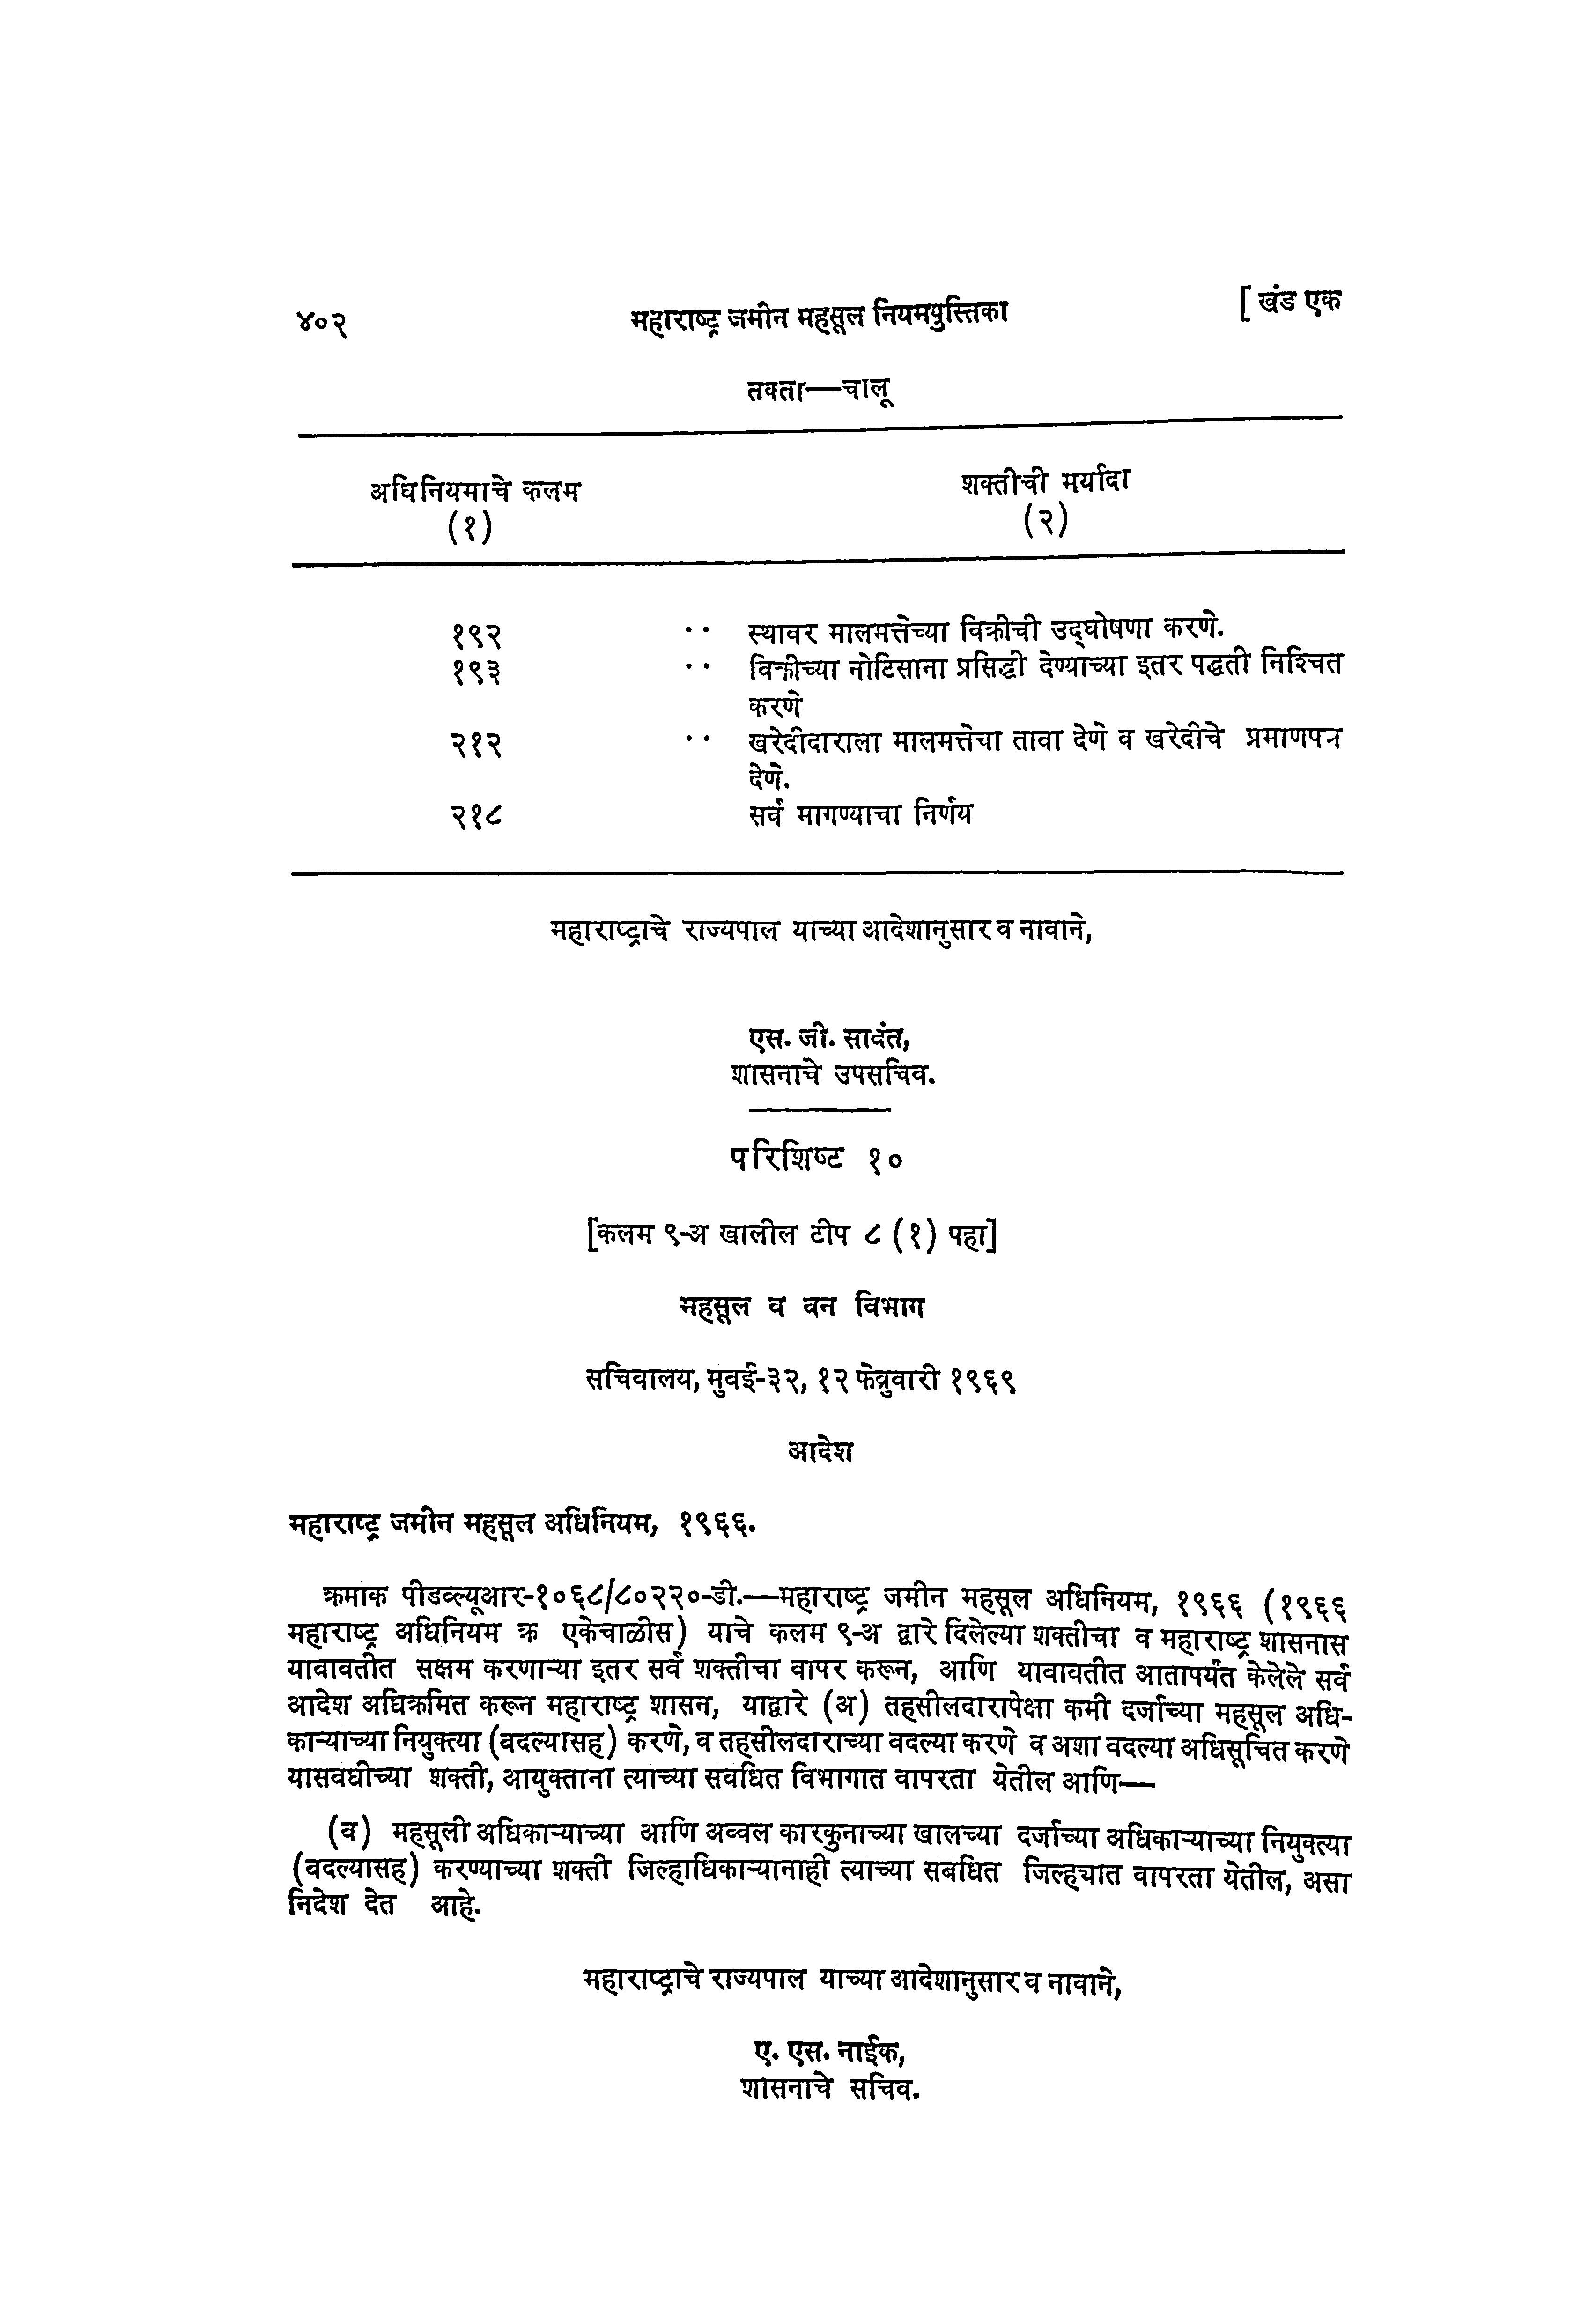 ४०२ महाराष्ट्र जमीन महसूल नियमपुस्तिका [ खंड एक
तक्ता—चालू
अधिनियमाचे कलम शक्तीची मर्यादा
(१) (२)
१९२ .. स्थावर मालमत्तेच्या विक्रीची उद्‌घोषणा करणे.
१९३ .. विक्रीच्या नोटिसाना प्रसिद्धी देण्याच्या इतर पद्धती निश्चित
करणे
२१२ .. खरेदीदाराला मालमत्तेचा तावा देणे व खरेदीचे प्रमाणपत्र
देणे.
२१८ सर्व मागण्याचा निर्णय
महाराष्ट्राचे राज्यपाल याच्या आदेशानुसार व नावाने,
एस. जी. सावंत,
शासनाचे उपसचिव.
परिशिष्ट १०
[कलम ९-अ खालील टीप ८ (१) पहा]
महसूल व वन विभाग
सचिवालय, मुवई-३२, १२ फेब्रुवारी १९६९
आदेश
महाराष्ट्र जमीन महसूल अधिनियम, १९६६.
क्रमाक पीडव्ल्यूआर-१०६८/८०२२०-डी.—महाराष्ट्र जमीन महसूल अधिनियम, १९६६ (१९६६
महाराष्ट्र अधिनियम क्र एकेचाळीस) याचे कलम ९-अ द्वारे दिलेल्या शक्तीचा व महाराष्ट्र शासनास
यावावतीत सक्षम करणाऱ्या इतर सर्व शक्तीचा वापर करून, आणि यावावतीत आतापर्यंत केलेले सर्व
आदेश अधिक्रमित करून महाराष्ट्र शासन, याद्वारे (अ) तहसीलदारापेक्षा कमी दर्जाच्या महसूल अधि-
काऱ्याच्या नियुक्त्या (वदल्यासह) करणे, व तहसीलदाराच्या वदल्या करणे व अशा वदल्या अधिसूचित करणे
यासवधीच्या शक्ती, आयुक्ताना त्याच्या सवधित विभागात वापरता येतील आणि—
(व) महसूली अधिकाऱ्याच्या आणि अव्वल कारकुनाच्या खालच्या दर्जाच्या अधिकाऱ्याच्या नियुक्त्या
(वदल्यासह) करण्याच्या शक्ती जिल्हाधिकाऱ्यानाही त्याच्या सबधित जिल्ह्यात वापरता येतील, असा
निदेश देत आहे.
महाराष्ट्राचे राज्यपाल याच्या आदेशानुसार व नावाने,
ए. एस. नाईक,
शासनाचे सचिव.